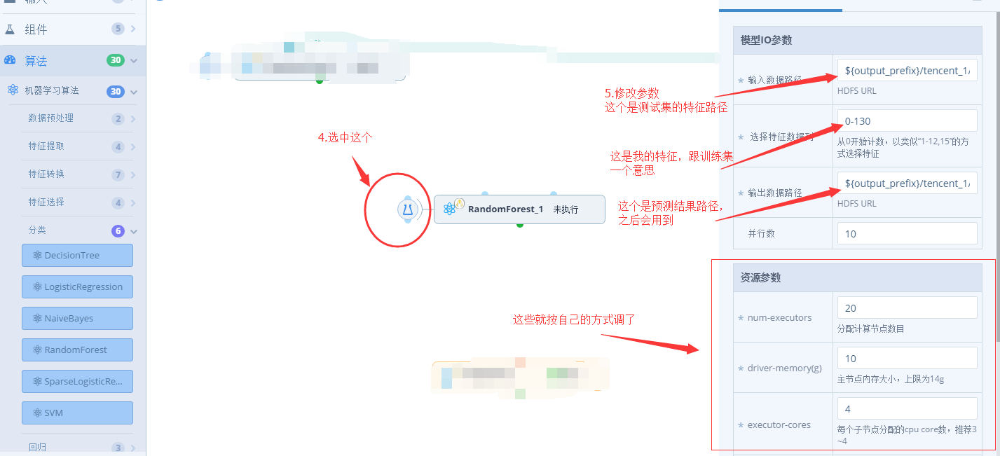 组件 5
算法 30
机器学习算法 30
数据预处理 2
特征提取 4
特征转换 7
特征选择 4
分类 6
DecisionTree
LogisticRegression
NaiveBayes
RandomForest
SparseLogisticRe...
SVM
回归 3
4.选中这个
RandomForest_1 未执行
5.修改参数
这个是测试集的特征路径
这是我的特征，跟训练集
一个意思
这个是预测结果路径，
之后会用到
这些就按自己的方式调了
模型IO参数
* 输入数据路径
${output_prefix}/tencent_1/
HDFS URL
* 选择特征数据列
0-130
从0开始计数，以类似“1-12,15”的方
式选择特征
* 输出数据路径
${output_prefix}/tencent_1/
HDFS URL
并行数
10
资源参数
* num-executors
20
分配计算节点数目
* driver-memory(g)
10
主节点内存大小，上限为14g
* executor-cores
4
每个子节点分配的cpu core数，推荐3
~4